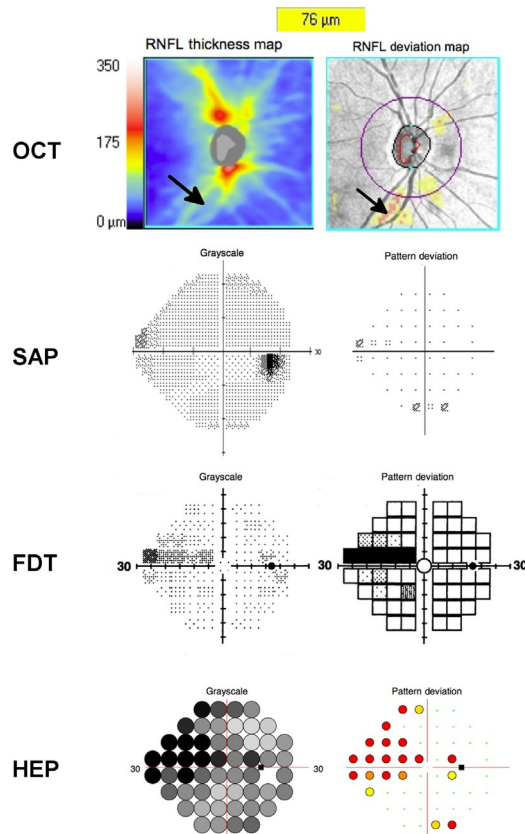 76 μm
RNFL thickness map
RNFL deviation map
350
175
0 μm
OCT
Grayscale
Pattern deviation
30
SAP
Grayscale
Pattern deviation
30
30
30
FDT
Grayscale
Pattern deviation
30
30
HEP